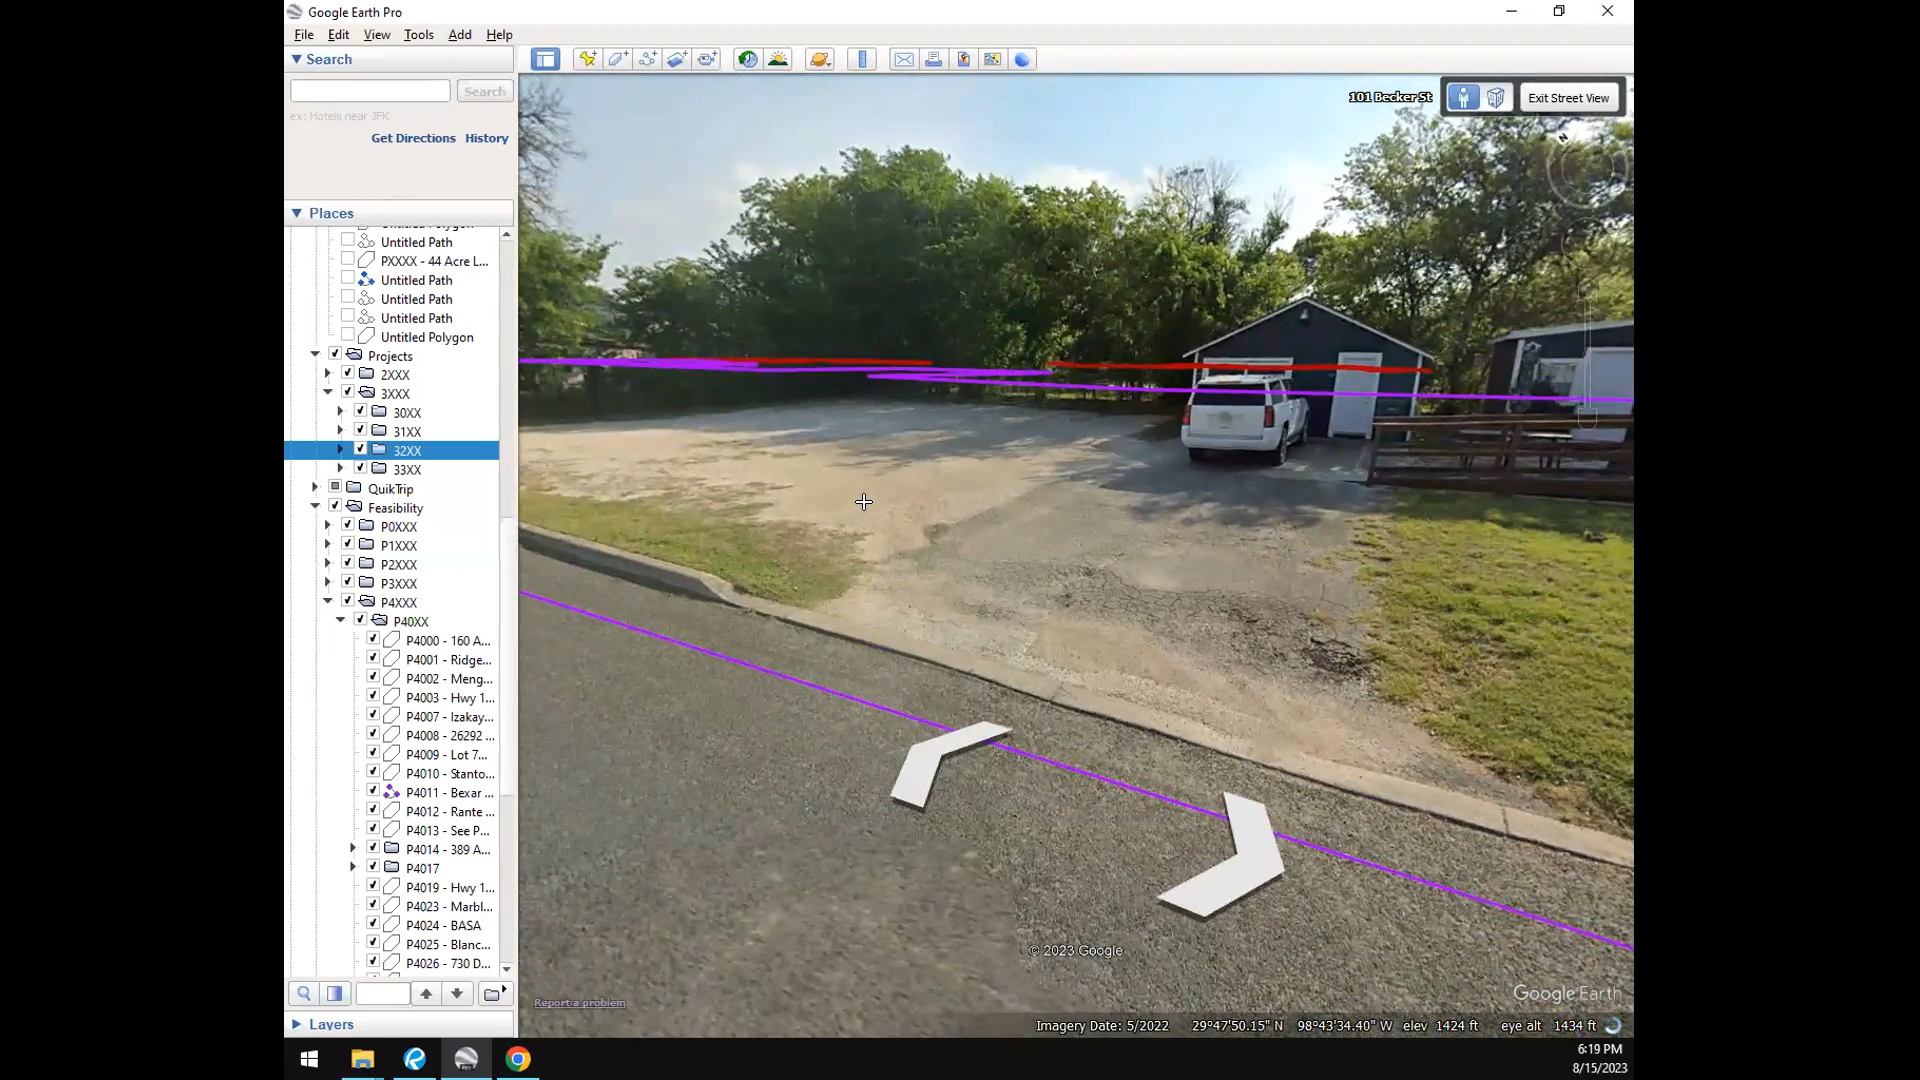 Google Earth Pro
File Edit View Tools Add Help
Search
Search
ex: Hotels near JFK
Get Directions History
Places
Untitled Polygon
Untitled Path
PXXXX - 44 Acre L...
Untitled Path
Untitled Path
Untitled Path
Untitled Polygon
Projects
2XXX
3XXX
30XX
31XX
32XX
33XX
QuikTrip
Feasibility
P0XXX
P1XXX
P2XXX
P3XXX
P4XXX
P40XX
P4000 - 160 A...
P4001 - Ridge...
P4002 - Meng...
P4003 - Hwy 1...
P4007 - Izakay...
P4008 - 26292 ...
P4009 - Lot 7...
P4010 - Stanto...
P4011 - Bexar ...
P4012 - Rante ...
P4013 - See P...
P4014 - 389 A...
P4017
P4019 - Hwy 1...
P4023 - Marbl...
P4024 - BASA
P4025 - Blanc...
P4026 - 730 D...
Layers
101 Becker St
Exit Street View
N
© 2023 Google
Report a problem
Google Earth
Imagery Date: 5/2022 29°47'50.15" N 98°43'34.40" W elev 1424 ft eye alt 1434 ft
6:19 PM
8/15/2023